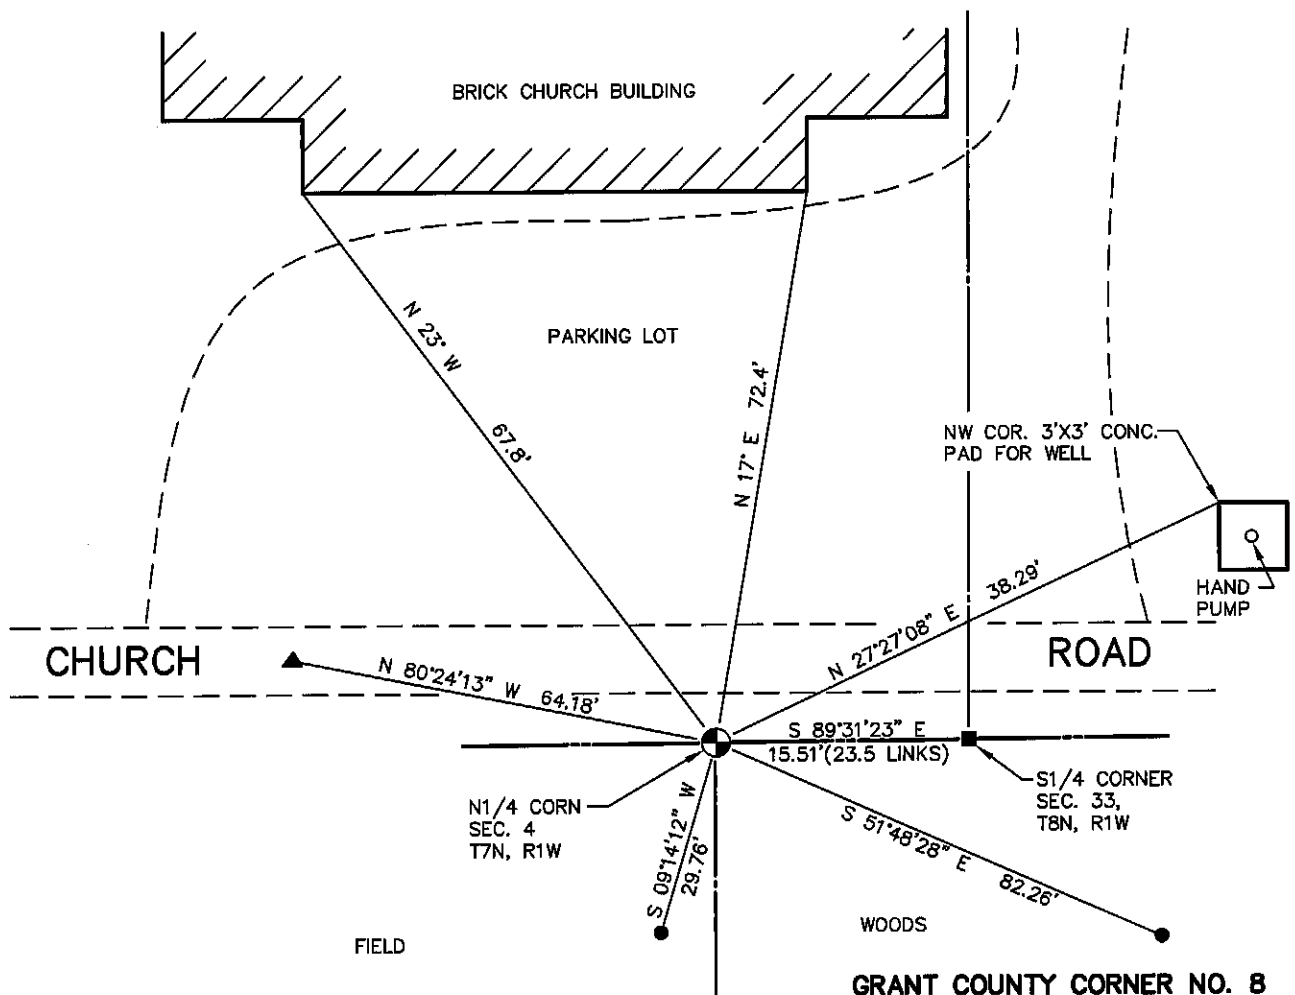 BRICK CHURCH BUILDING
PARKING LOT
N 23° W 67.8'
N 17° E 72.4'
NW COR. 3'X3' CONC.
PAD FOR WELL
HAND
PUMP
N 27°27'08" E 38.29'
CHURCH ROAD
N 80°24'13" W 64.18'
S 89°31'23" E
15.51'(23.5 LINKS)
N1/4 CORN
SEC. 4
T7N, R1W
S1/4 CORNER
SEC. 33,
T8N, R1W
S 09°14'12" W
29.76'
S 51°48'28" E 82.26'
FIELD
WOODS
GRANT COUNTY CORNER NO. 8